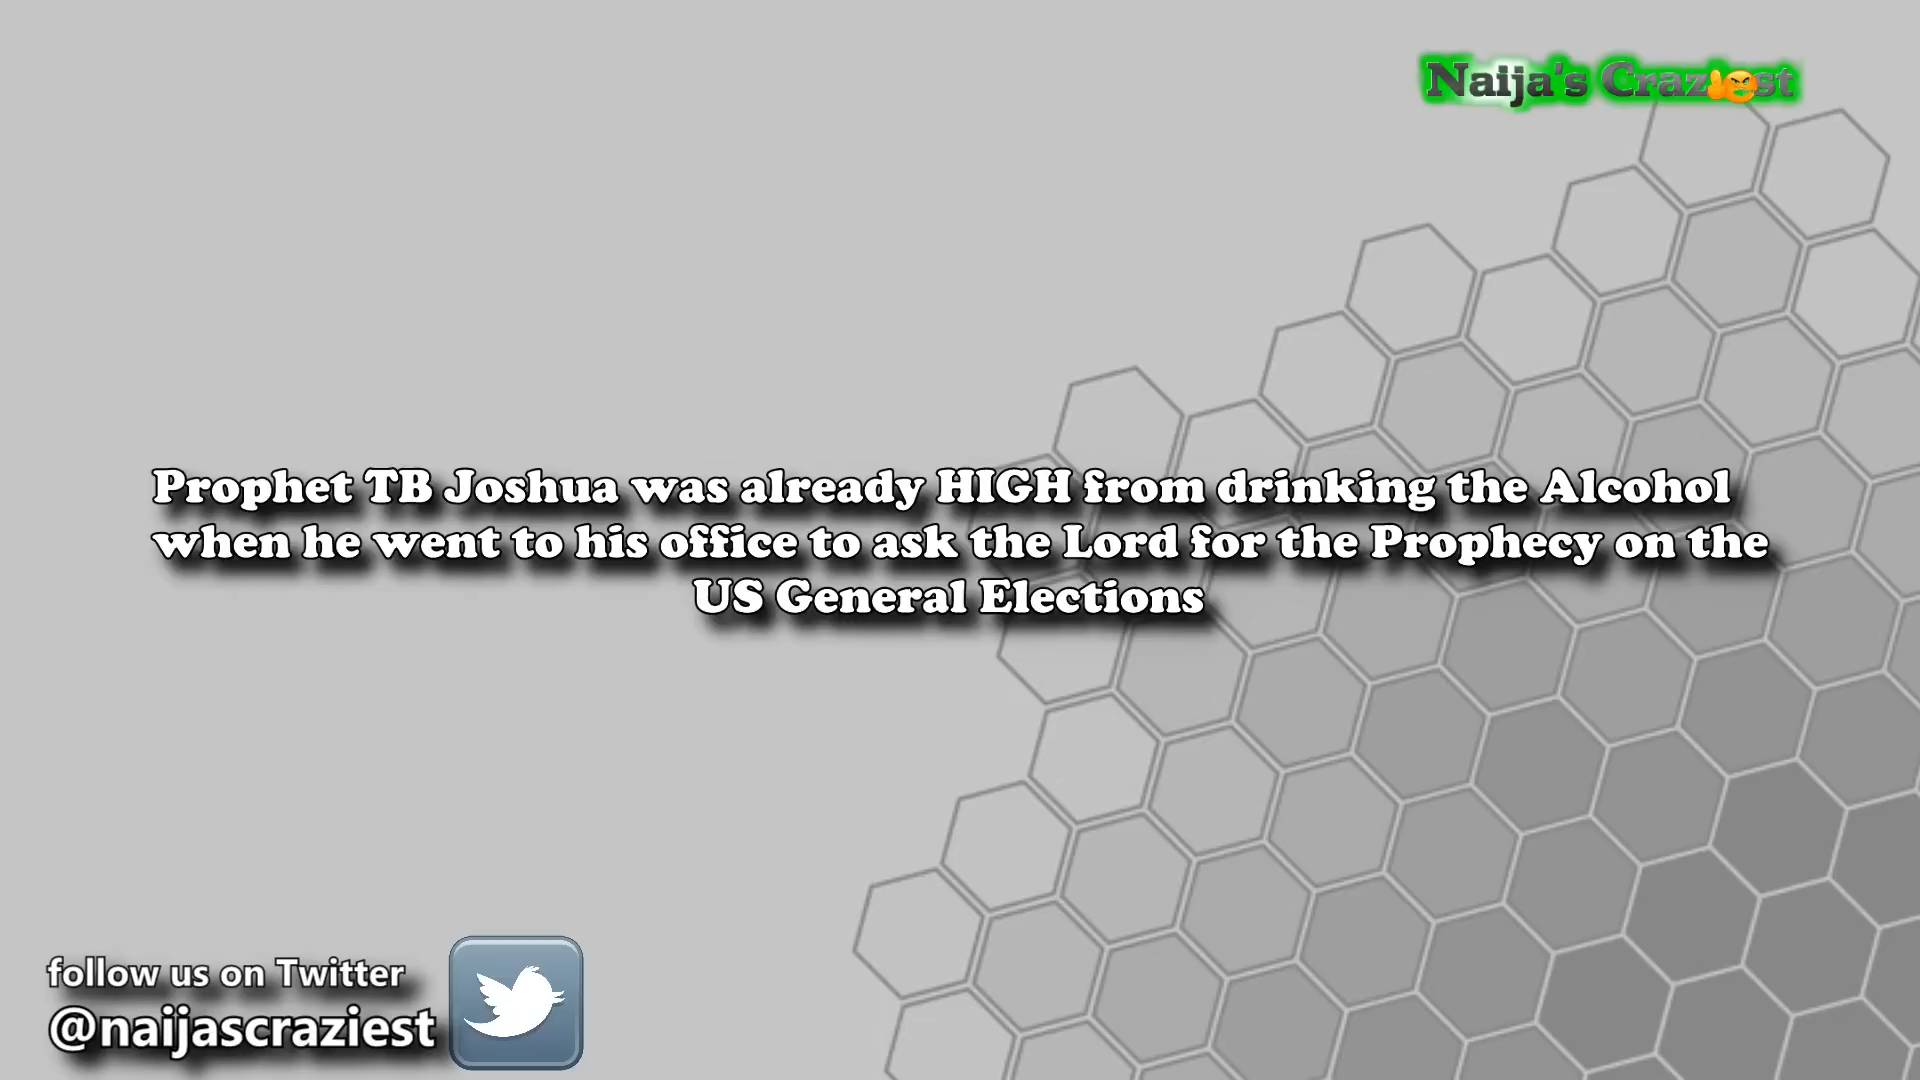 Naija's Craziest
Prophet TB Joshua was already HIGH from drinking the Alcohol
when he went to his office to ask the Lord for the Prophecy on the
US General Elections
follow us on Twitter
@naijascraziest